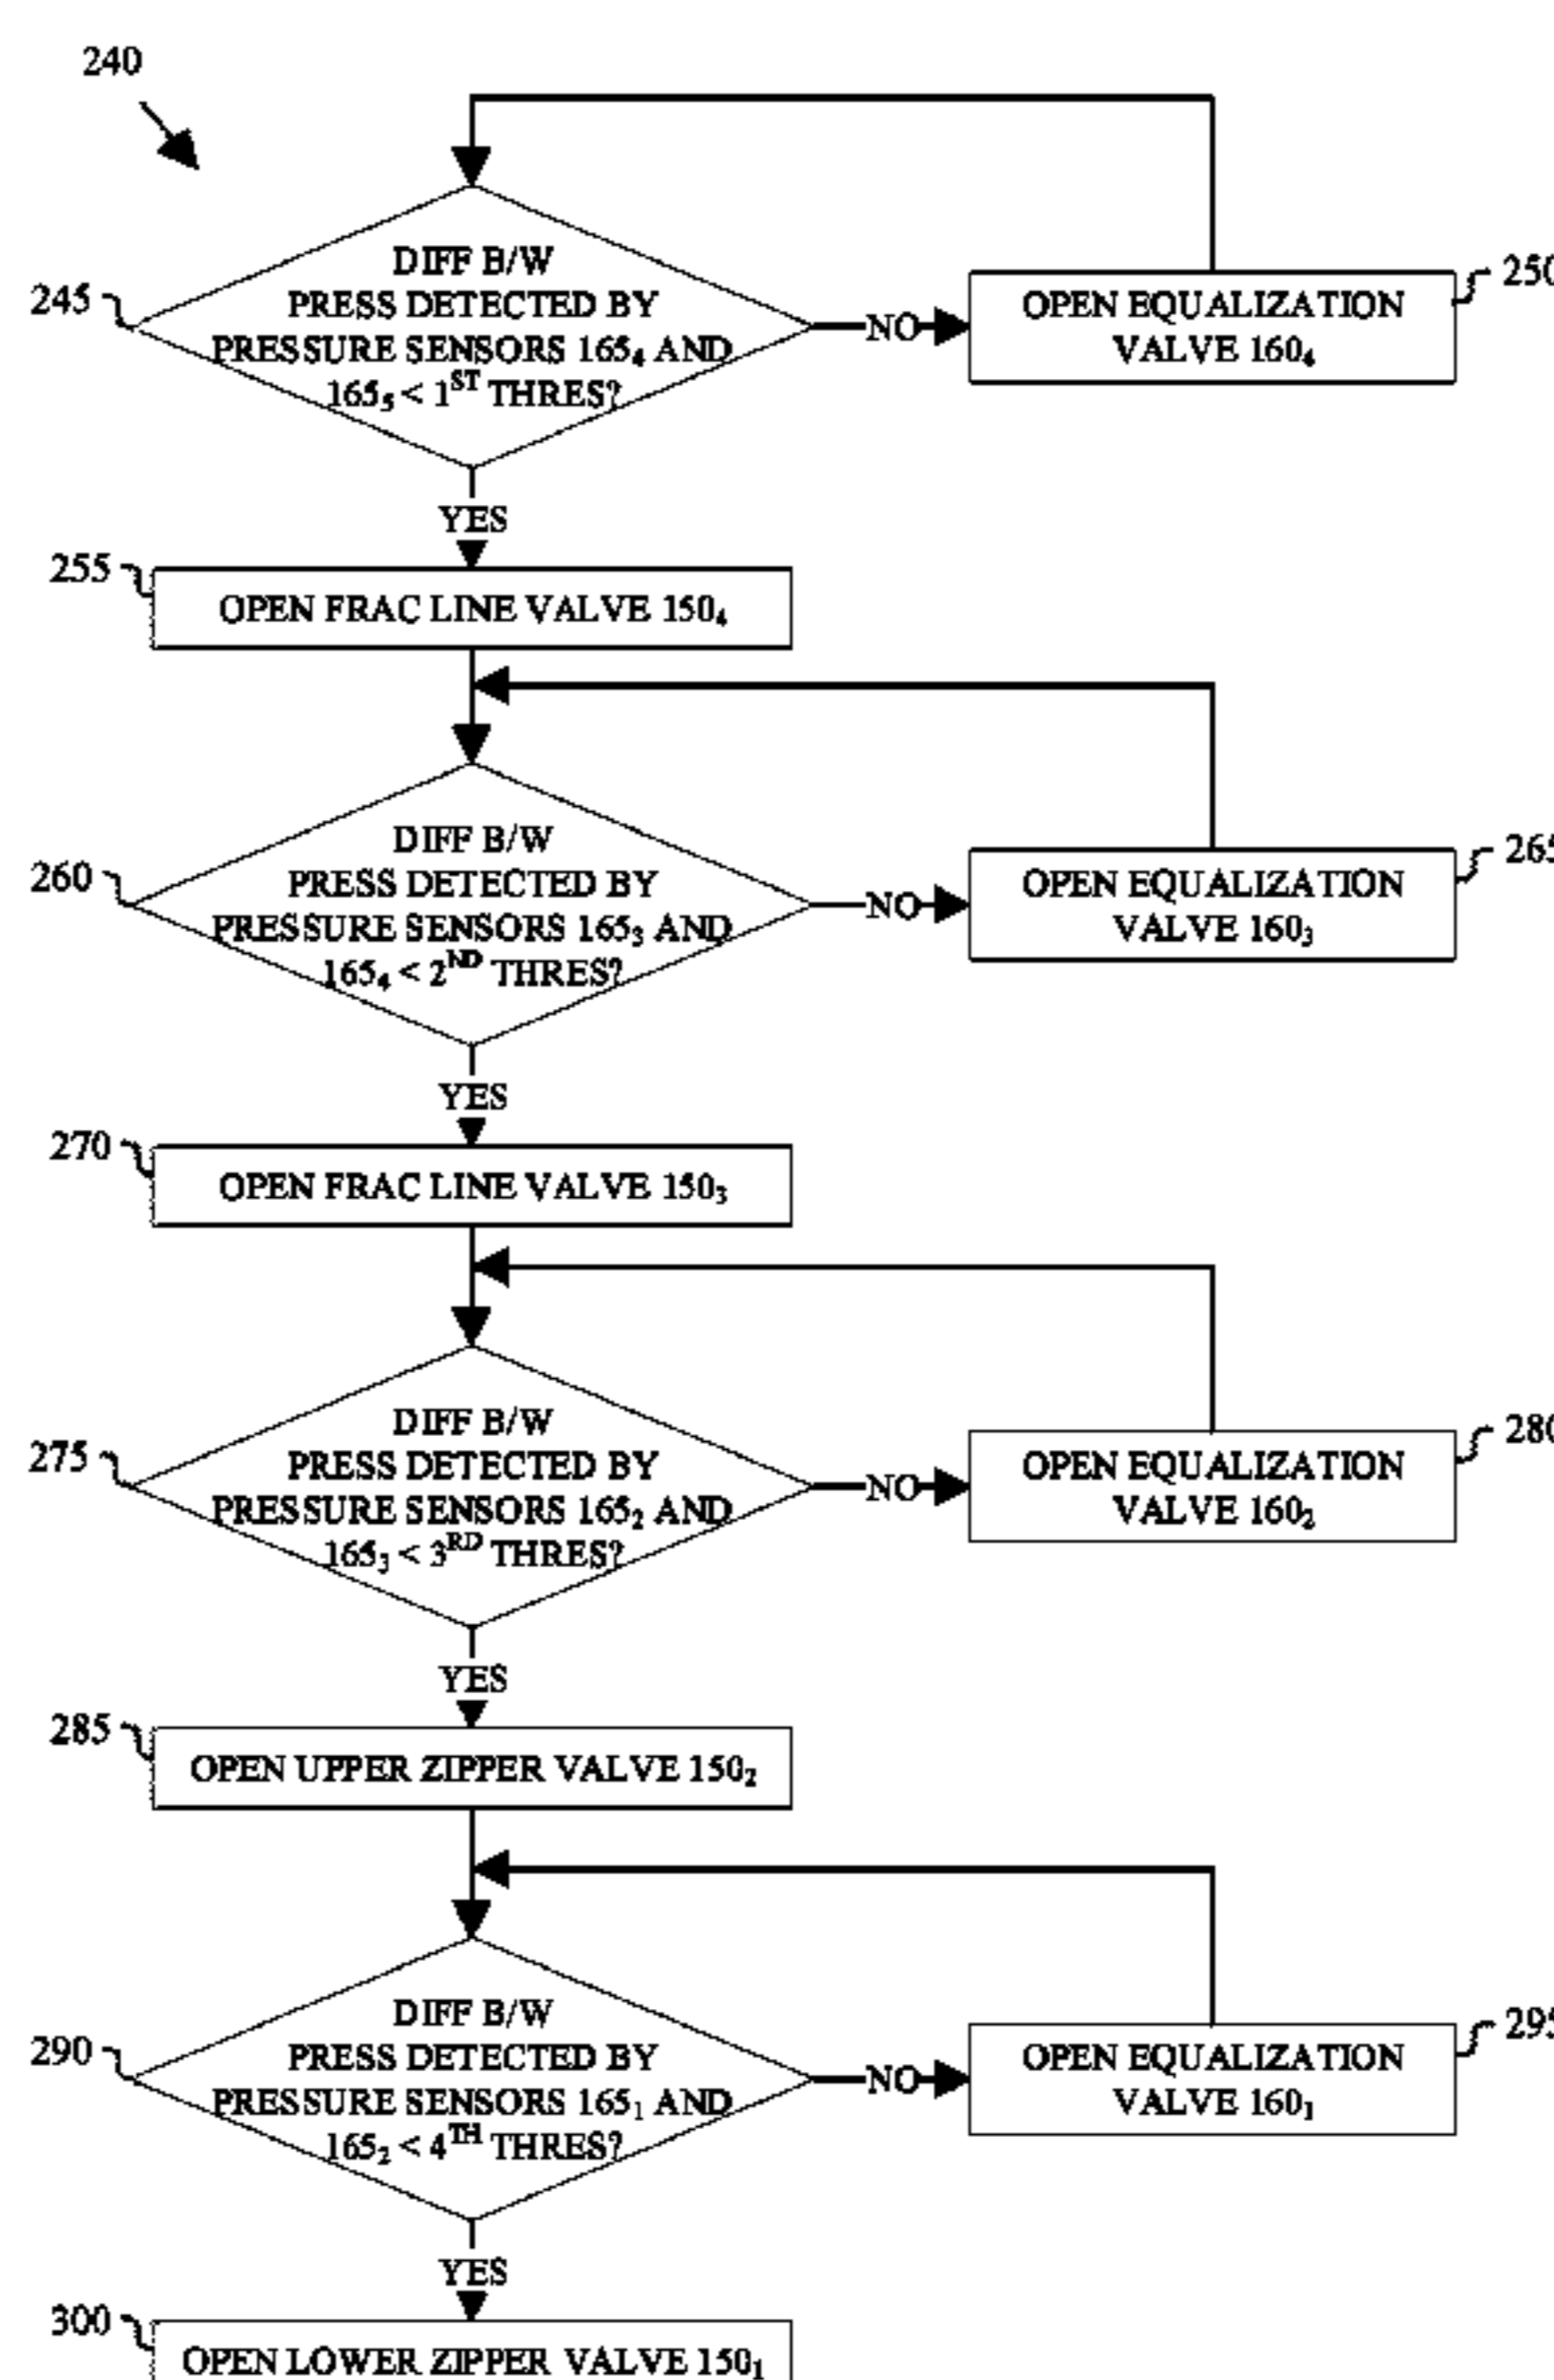 240
DIFF B/W
PRESS DETECTED BY
PRESSURE SENSORS 165₄ AND
165₅ < 1ˢᵀ THRES?
245
NO
OPEN EQUALIZATION
VALVE 160₄
250
YES
255
OPEN FRAC LINE VALVE 150₄
DIFF B/W
PRESS DETECTED BY
PRESSURE SENSORS 165₃ AND
165₄ < 2ᴺᴰ THRES?
260
NO
OPEN EQUALIZATION
VALVE 160₃
265
YES
270
OPEN FRAC LINE VALVE 150₃
DIFF B/W
PRESS DETECTED BY
PRESSURE SENSORS 165₂ AND
165₃ < 3ᴿᴰ THRES?
275
NO
OPEN EQUALIZATION
VALVE 160₂
280
YES
285
OPEN UPPER ZIPPER VALVE 150₂
DIFF B/W
PRESS DETECTED BY
PRESSURE SENSORS 165₁ AND
165₂ < 4ᵀᴴ THRES?
290
NO
OPEN EQUALIZATION
VALVE 160₁
295
YES
300
OPEN LOWER ZIPPER VALVE 150₁